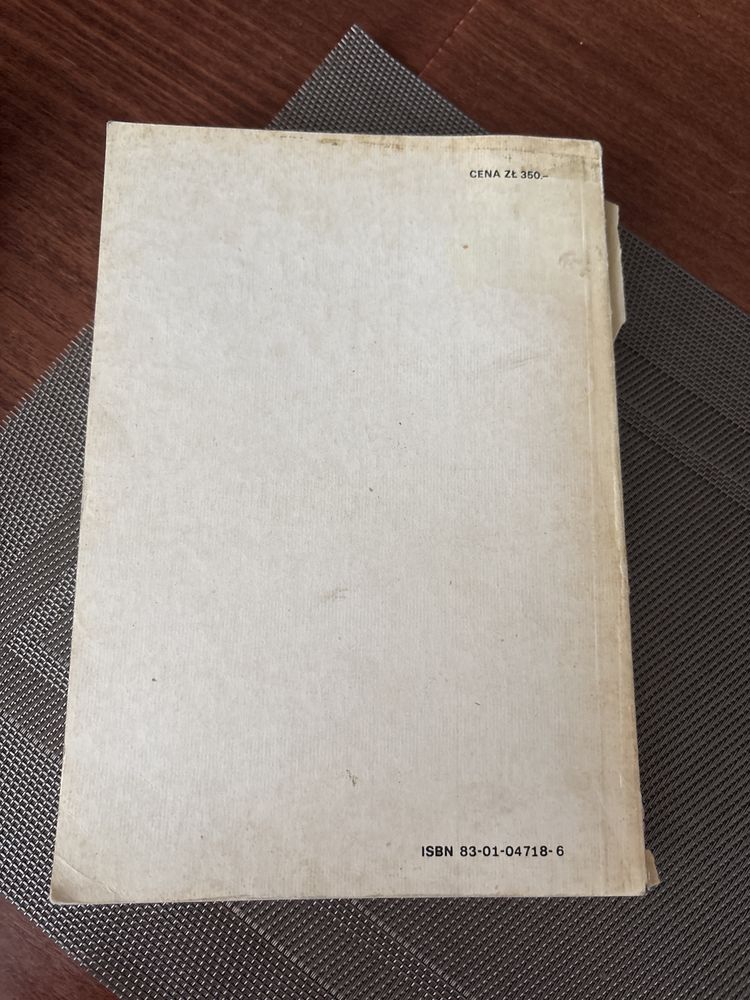 CENA ZŁ 350.–
ISBN 83-01-04718-6